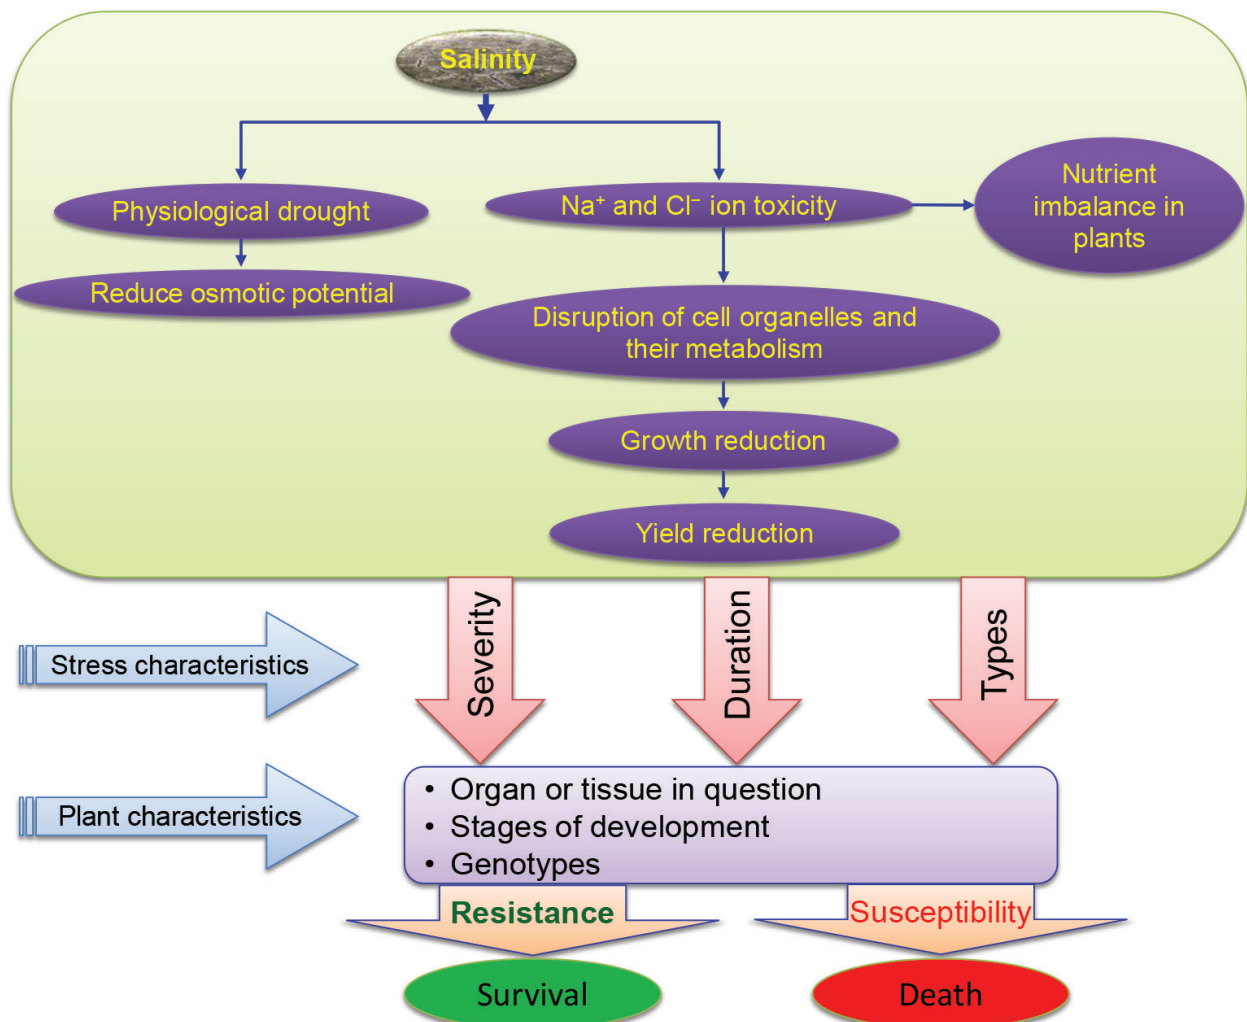 Salinity
Physiological drought
Na⁺ and Cl⁻ ion toxicity
Nutrient
imbalance in
plants
Reduce osmotic potential
Disruption of cell organelles and
their metabolism
Growth reduction
Yield reduction
Stress characteristics
Severity
Duration
Types
Plant characteristics
• Organ or tissue in question
• Stages of development
• Genotypes
Resistance
Susceptibility
Survival
Death